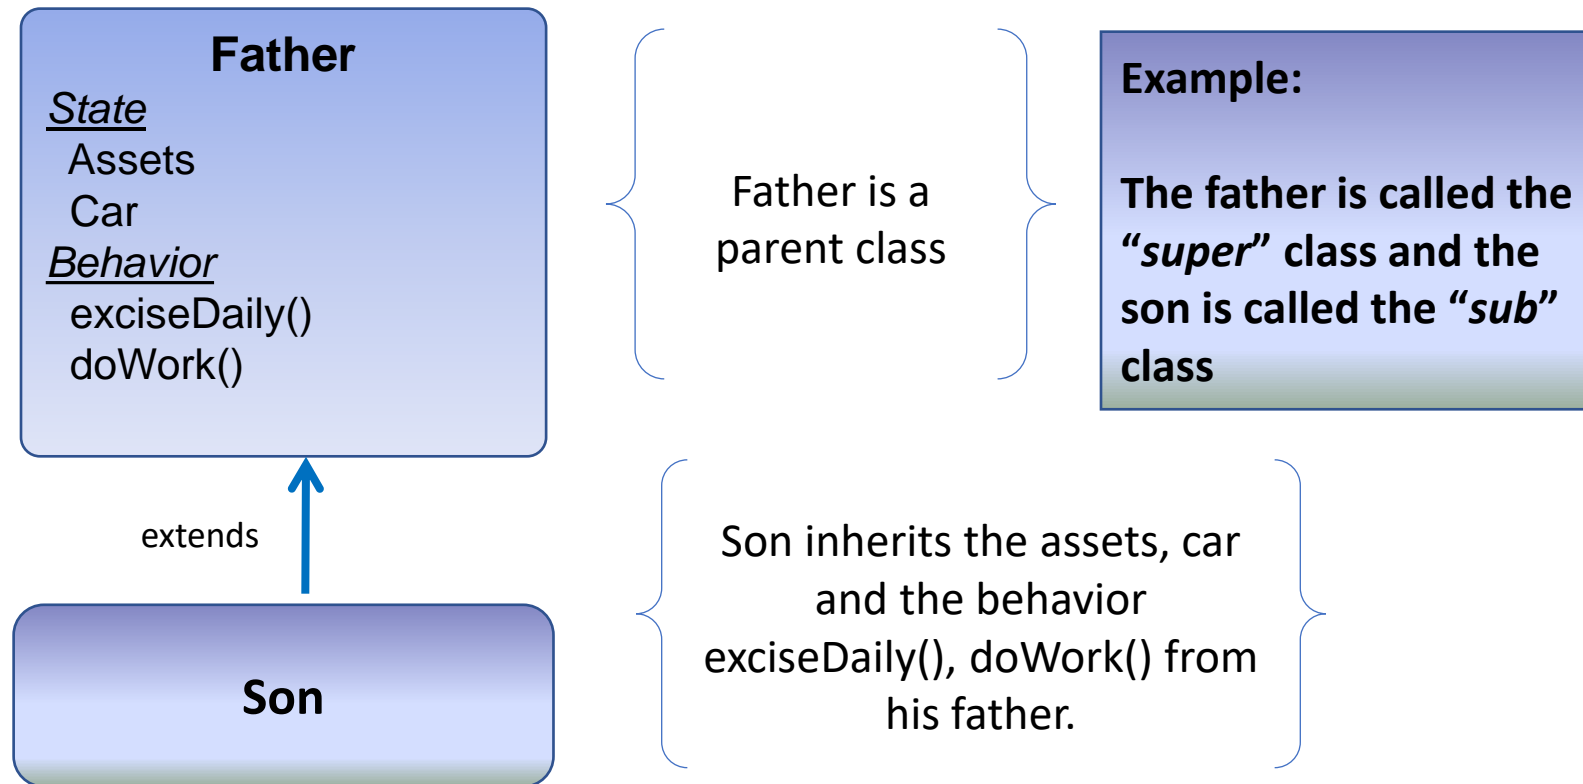 Father
State
Assets
Car
Behavior
exciseDaily()
doWork()
Father is a
parent class
Example:
The father is called the
“super” class and the
son is called the “sub”
class
extends
Son
Son inherits the assets, car
and the behavior
exciseDaily(), doWork() from
his father.